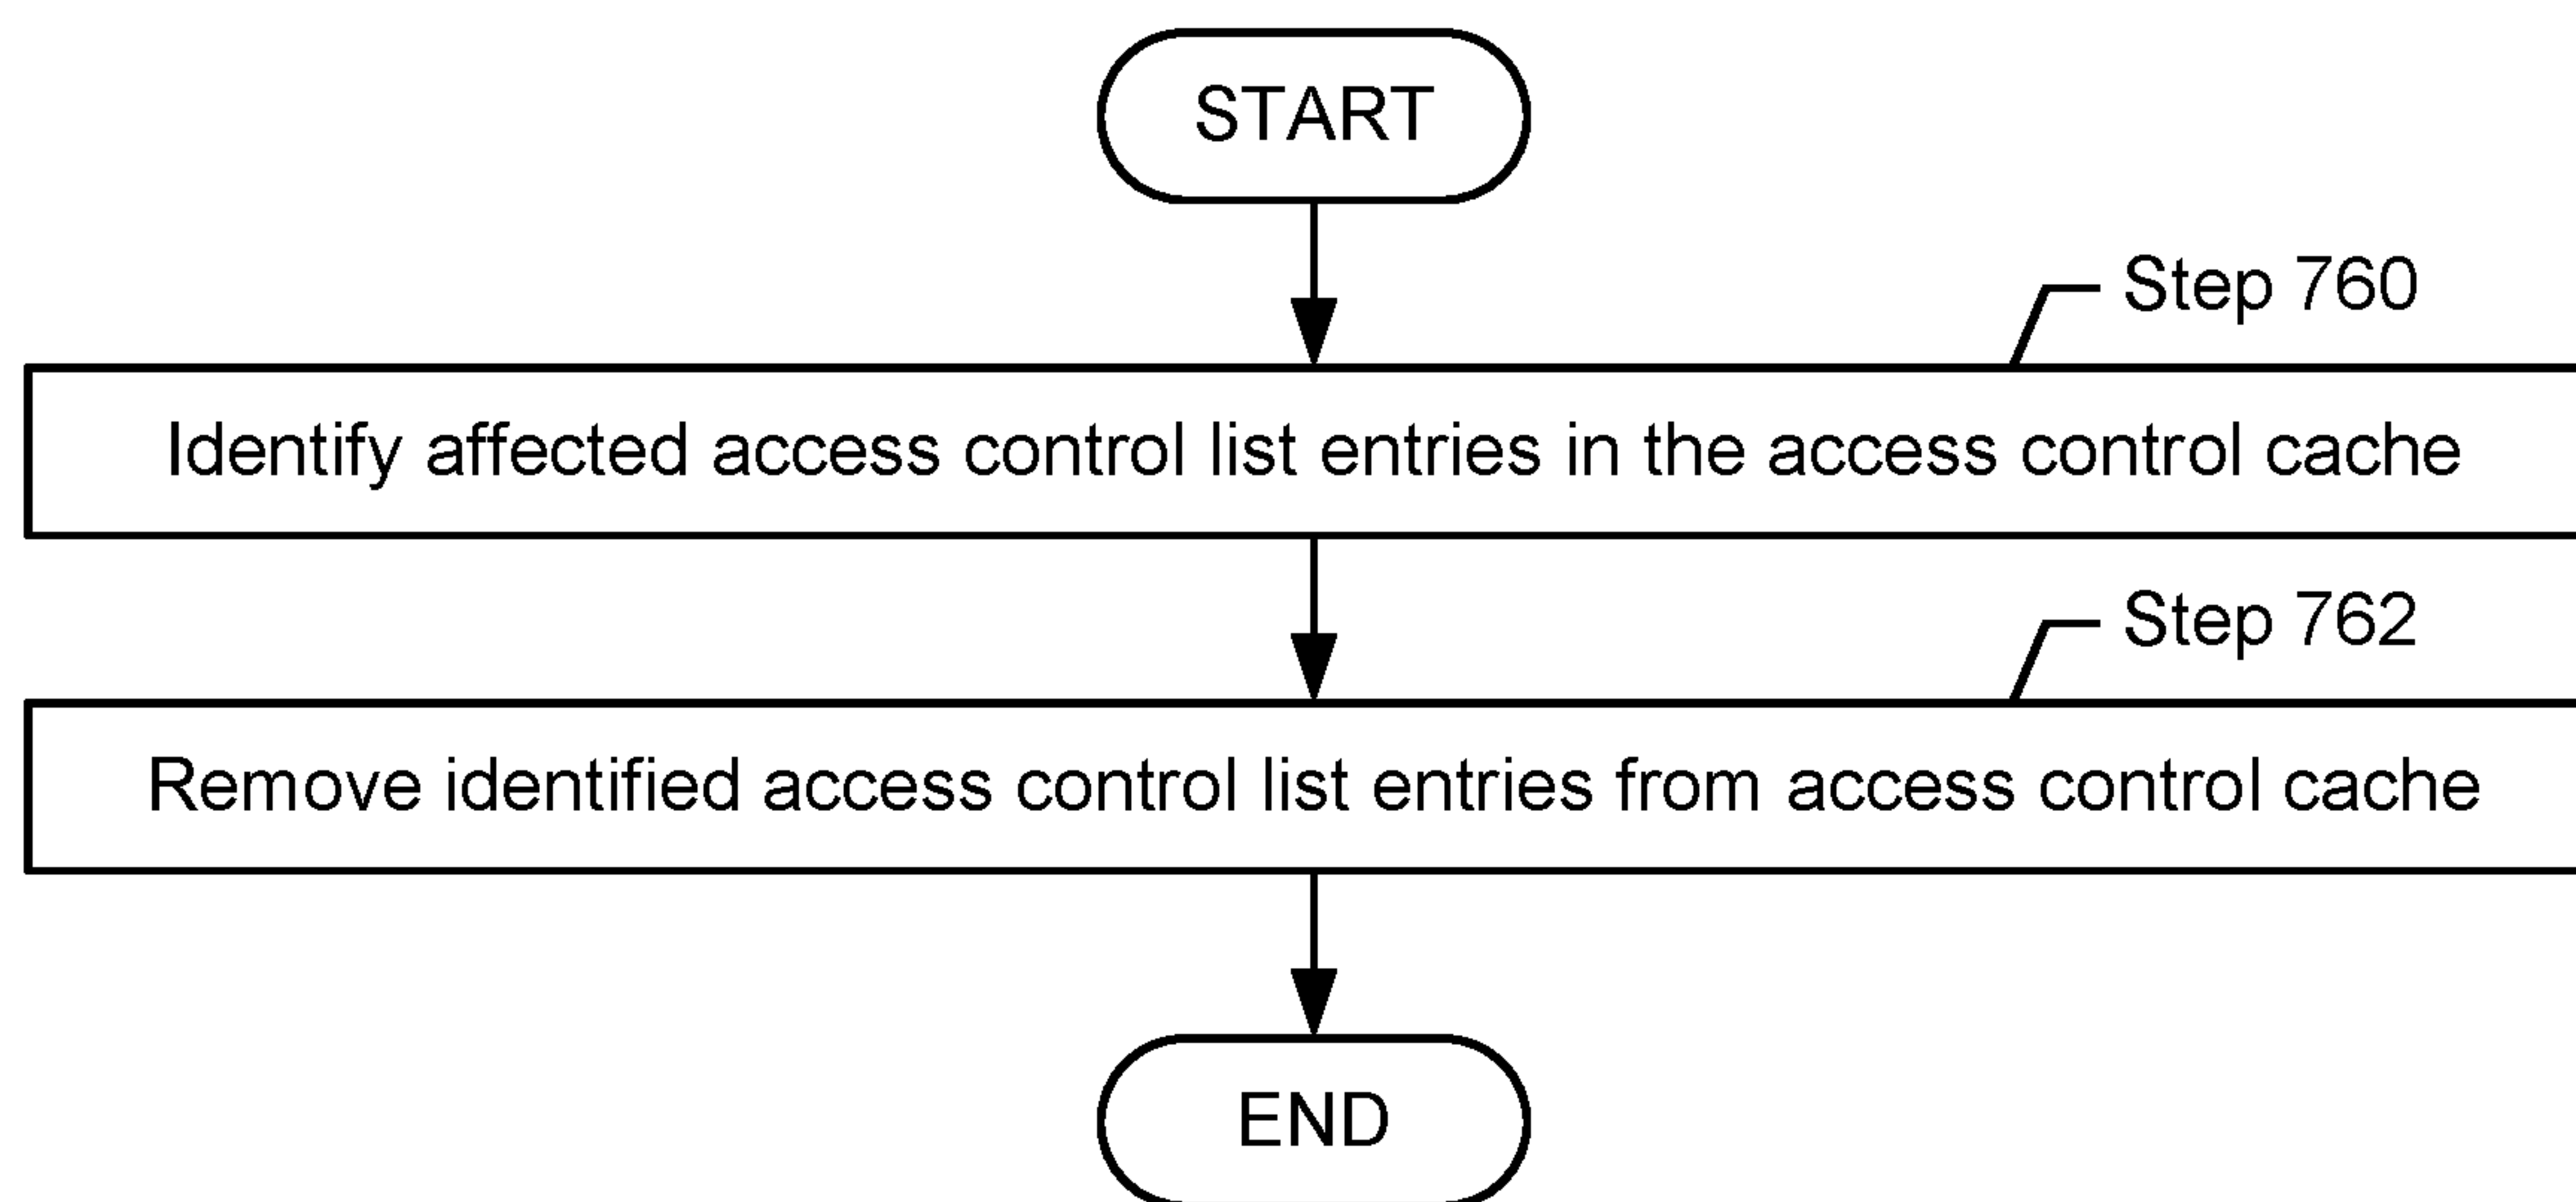 START
Step 760
Identify affected access control list entries in the access control cache
Step 762
Remove identified access control list entries from access control cache
END